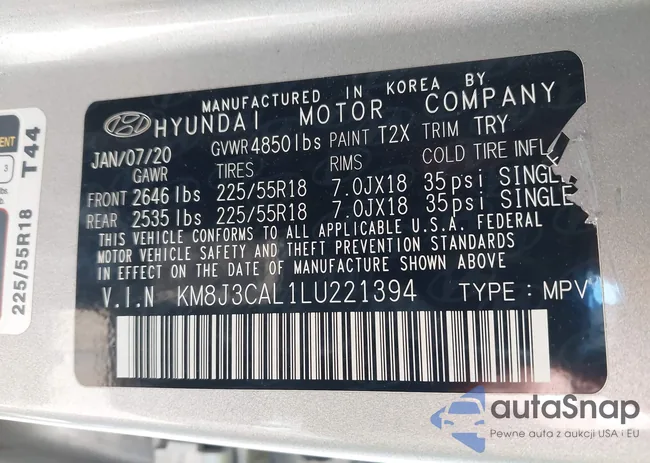 MANUFACTURED IN KOREA BY
HYUNDAI MOTOR COMPANY
JAN/07/20 GVWR 4850 lbs PAINT T2X TRIM TRY
GAWR TIRES RIMS COLD TIRE INFL
FRONT 2646 lbs 225/55R18 7.0JX18 35 psi SINGL
REAR 2535 lbs 225/55R18 7.0JX18 35 psi SINGLE
THIS VEHICLE CONFORMS TO ALL APPLICABLE U.S.A. FEDERAL
MOTOR VEHICLE SAFETY AND THEFT PREVENTION STANDARDS
IN EFFECT ON THE DATE OF MANUFACTURE SHOWN ABOVE
V.I.N KM8J3CAL1LU221394 TYPE : MPV
225/55R18 T44
autaSnap
Pewne auta z aukcji USA i EU